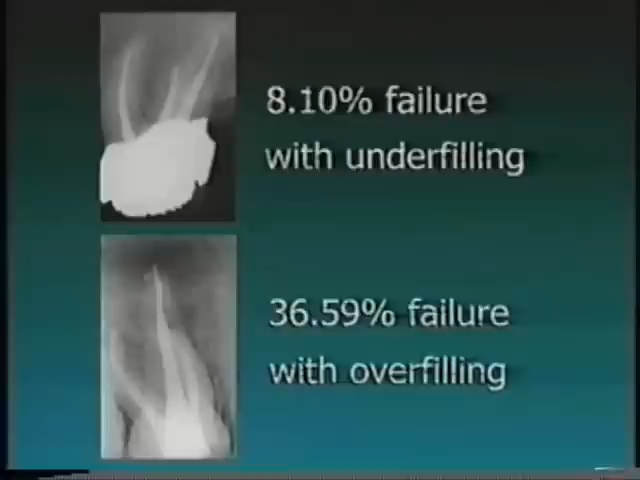 8.10% failure
with underfilling
36.59% failure
with overfilling